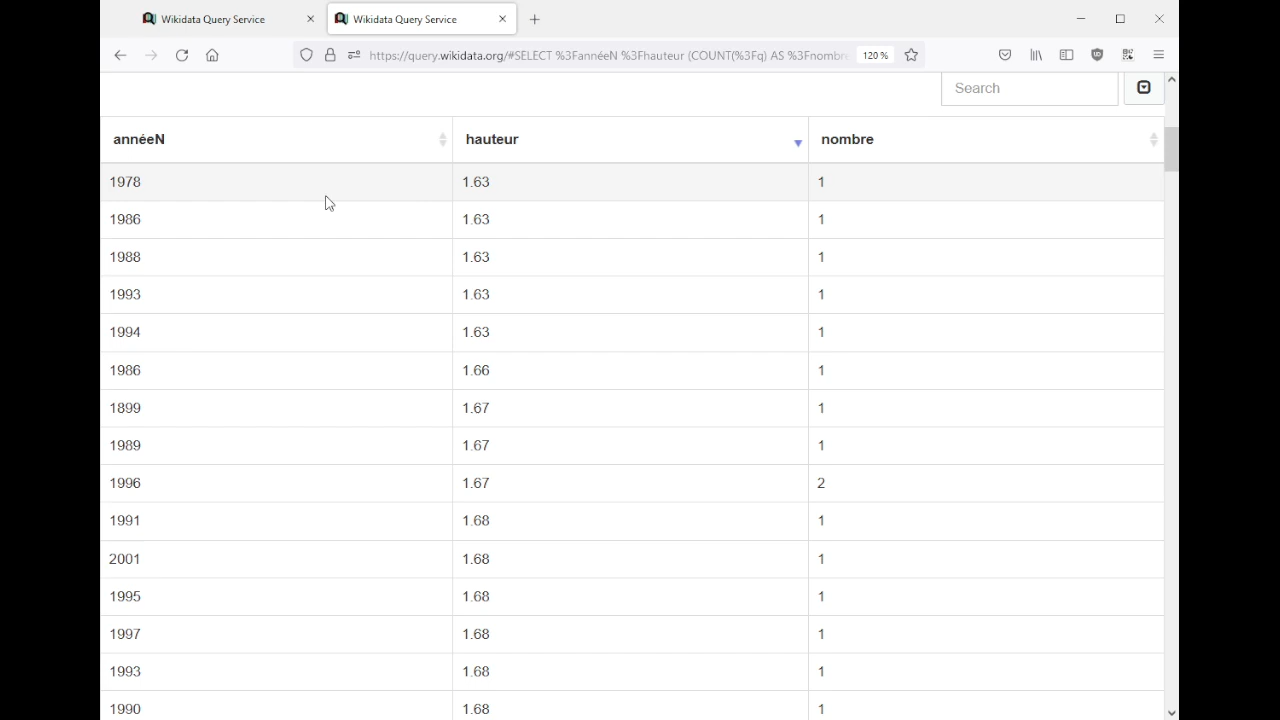 Wikidata Query Service
Wikidata Query Service
https://query.wikidata.org/#SELECT %3FannéeN %3Fhauteur (COUNT(%3Fq) AS %3Fnombre
120 %
Search
annéeN hauteur nombre
1978 1.63 1
1986 1.63 1
1988 1.63 1
1993 1.63 1
1994 1.63 1
1986 1.66 1
1899 1.67 1
1989 1.67 1
1996 1.67 2
1991 1.68 1
2001 1.68 1
1995 1.68 1
1997 1.68 1
1993 1.68 1
1990 1.68 1